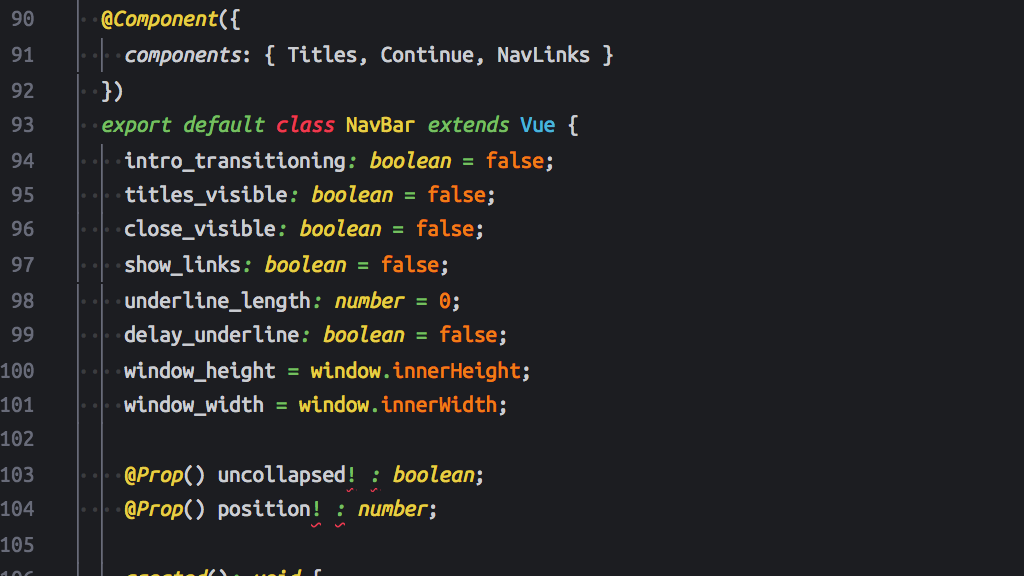 90 @Component({
91 components: { Titles, Continue, NavLinks }
92 })
93 export default class NavBar extends Vue {
94 intro_transitioning: boolean = false;
95 titles_visible: boolean = false;
96 close_visible: boolean = false;
97 show_links: boolean = false;
98 underline_length: number = 0;
99 delay_underline: boolean = false;
100 window_height = window.innerHeight;
101 window_width = window.innerWidth;
102
103 @Prop() uncollapsed! : boolean;
104 @Prop() position! : number;
105
106 created(): void {